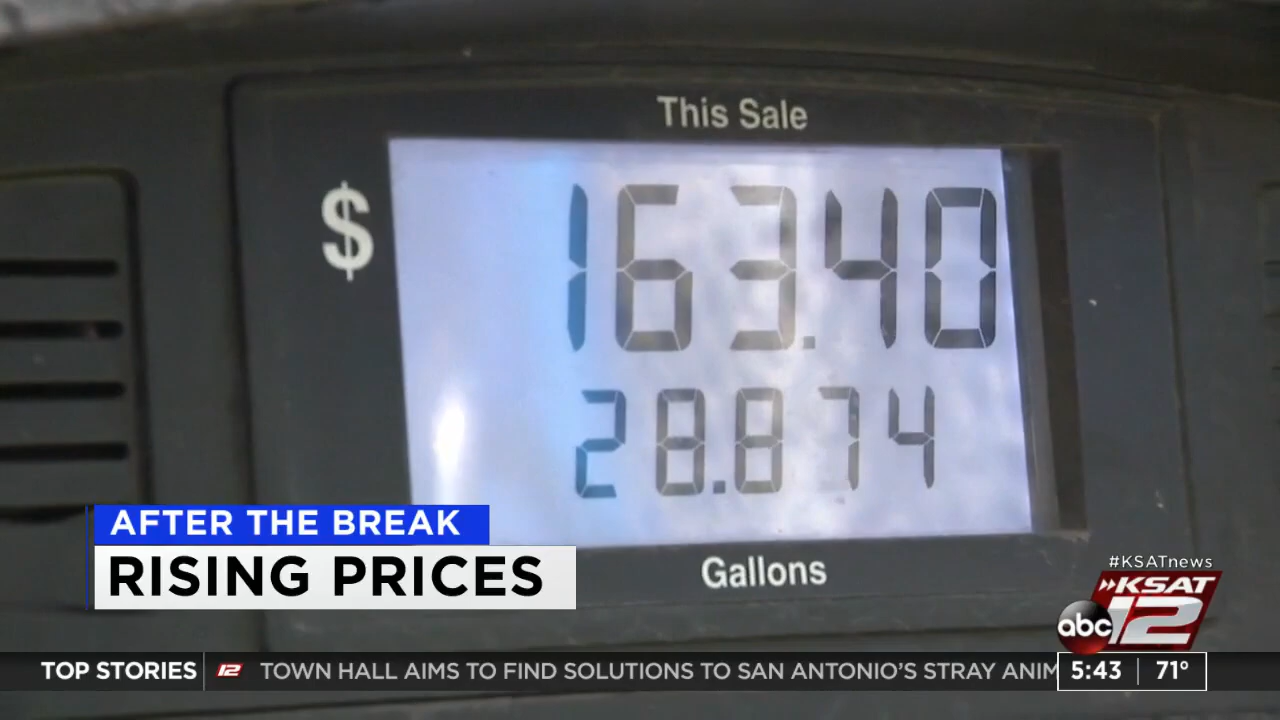 This Sale
$ 163.40
28.874
Gallons
AFTER THE BREAK
RISING PRICES
#KSATnews
KSAT
abc 12
TOP STORIES 12 TOWN HALL AIMS TO FIND SOLUTIONS TO SAN ANTONIO'S STRAY ANIM 5:43 71°